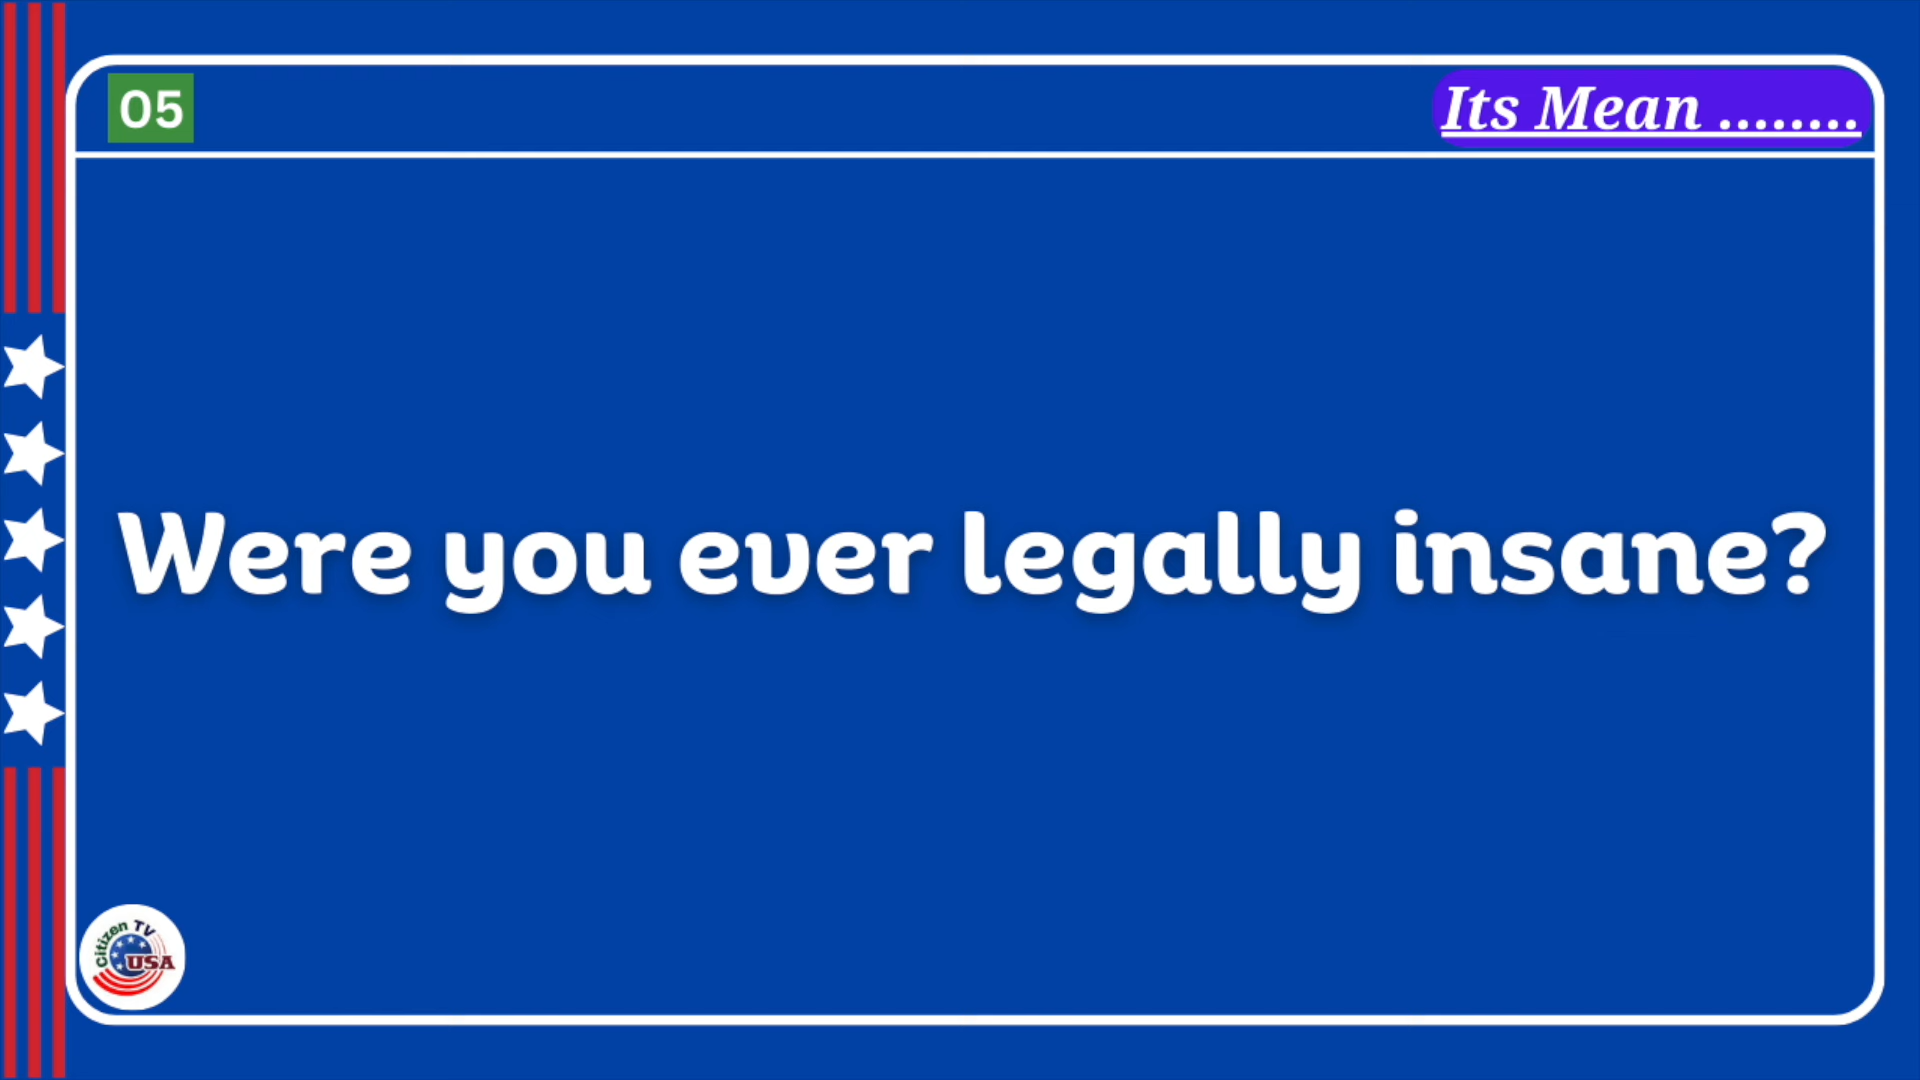 05
Its Mean ........
Were you ever legally insane?
Citizen TV
USA